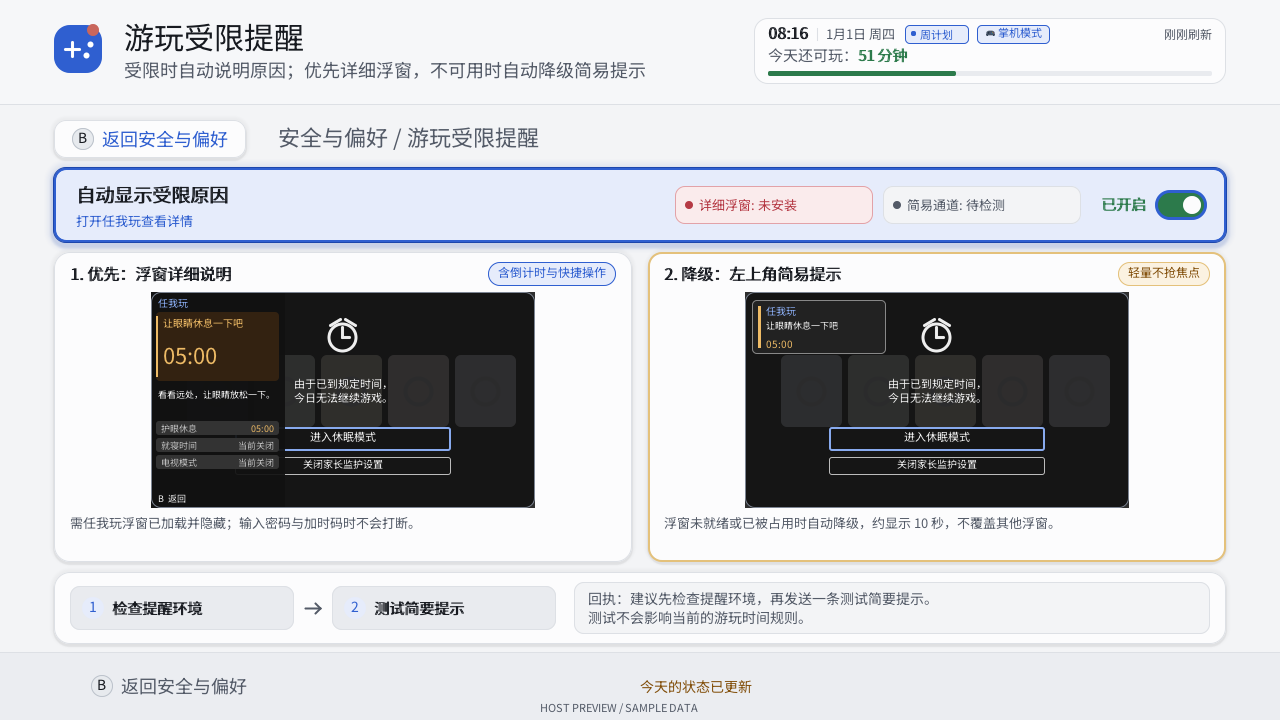 游玩受限提醒
受限时自动说明原因；优先详细浮窗，不可用时自动降级简易提示
08:16
1月1日 周四
周计划
掌机模式
刚刚刷新
今天还可玩：51 分钟
B 返回安全与偏好
安全与偏好 / 游玩受限提醒
自动显示受限原因
打开任我玩查看详情
详细浮窗: 未安装
简易通道: 待检测
已开启
1. 优先：浮窗详细说明
含倒计时与快捷操作
任我玩
让眼睛休息一下吧
05:00
看看远处，让眼睛放松一下。
护眼休息 05:00
就寝时间 当前关闭
电视模式 当前关闭
B 返回
由于已到规定时间，
今日无法继续游戏。
进入休眠模式
关闭家长监护设置
需任我玩浮窗已加载并隐藏；输入密码与加时码时不会打断。
2. 降级：左上角简易提示
轻量不抢焦点
任我玩
让眼睛休息一下吧
05:00
由于已到规定时间，
今日无法继续游戏。
进入休眠模式
关闭家长监护设置
浮窗未就绪或已被占用时自动降级，约显示 10 秒，不覆盖其他浮窗。
1 检查提醒环境
2 测试简要提示
回执：建议先检查提醒环境，再发送一条测试简要提示。
测试不会影响当前的游玩时间规则。
B 返回安全与偏好
今天的状态已更新
HOST PREVIEW / SAMPLE DATA